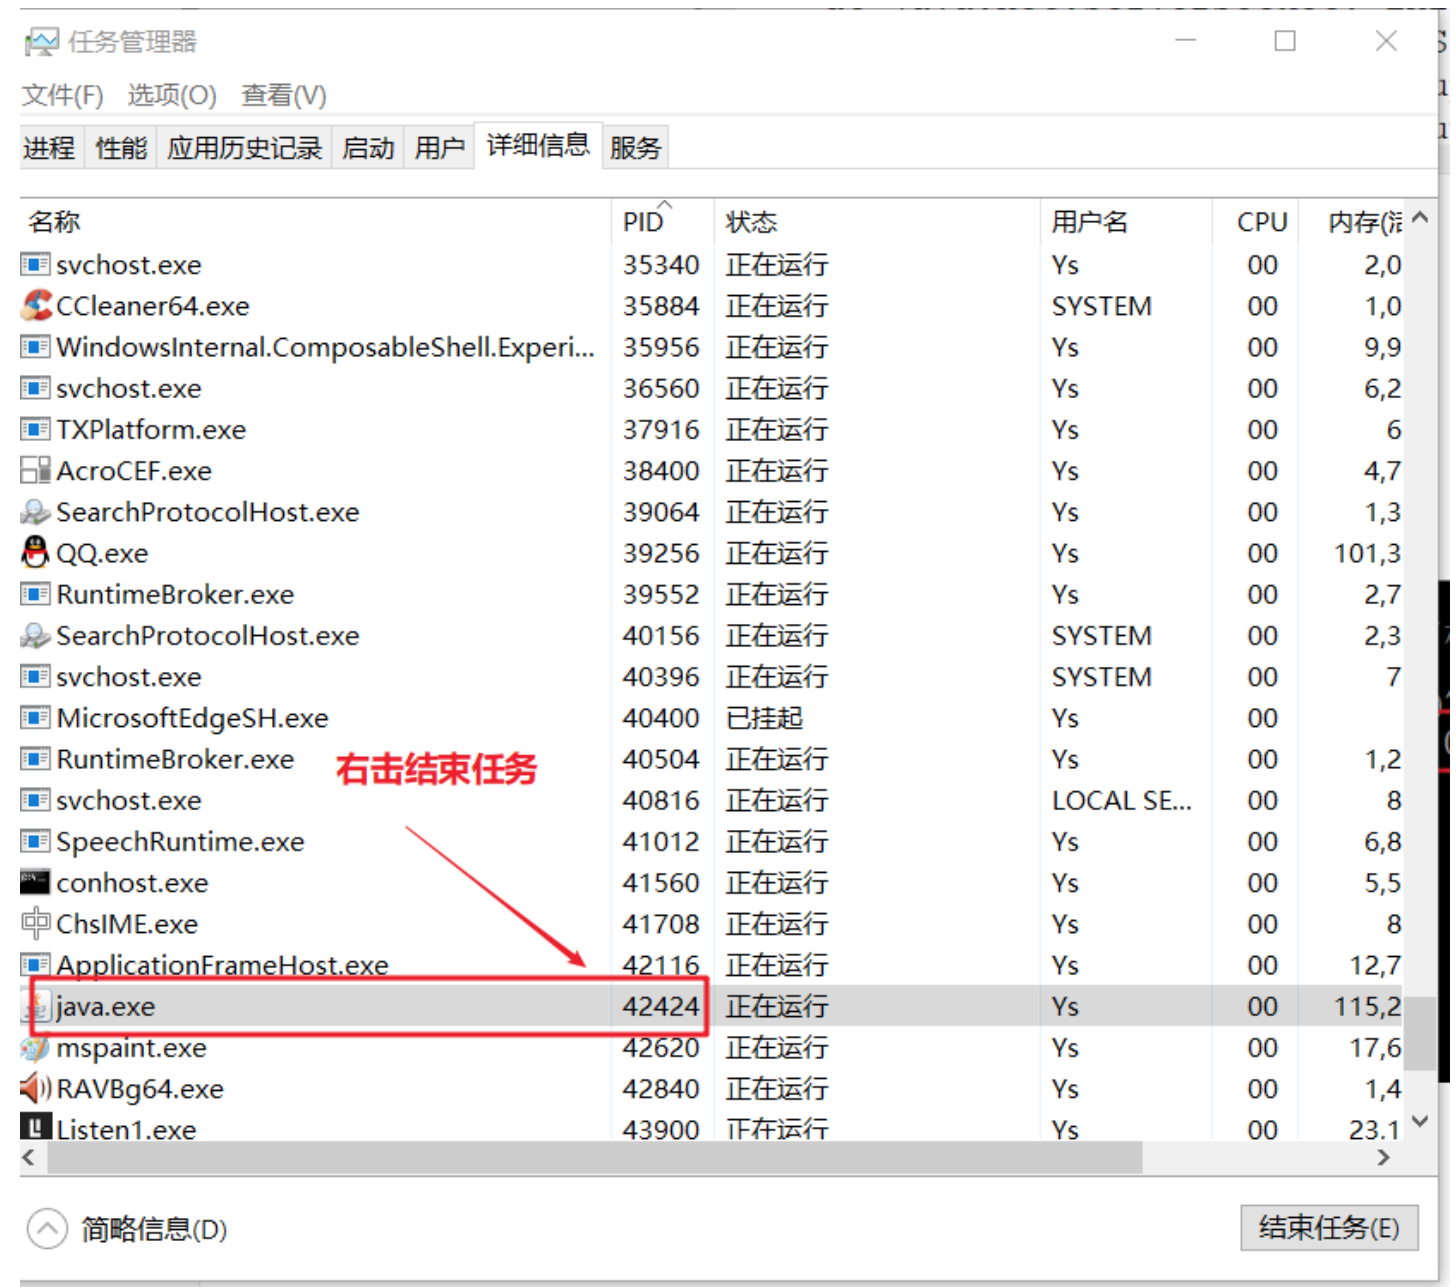 任务管理器
文件(F) 选项(O) 查看(V)
进程 性能 应用历史记录 启动 用户 详细信息 服务
名称 PID 状态 用户名 CPU 内存(活
svchost.exe 35340 正在运行 Ys 00 2,0
CCleaner64.exe 35884 正在运行 SYSTEM 00 1,0
WindowsInternal.ComposableShell.Experi... 35956 正在运行 Ys 00 9,9
svchost.exe 36560 正在运行 Ys 00 6,2
TXPlatform.exe 37916 正在运行 Ys 00 6
AcroCEF.exe 38400 正在运行 Ys 00 4,7
SearchProtocolHost.exe 39064 正在运行 Ys 00 1,3
QQ.exe 39256 正在运行 Ys 00 101,3
RuntimeBroker.exe 39552 正在运行 Ys 00 2,7
SearchProtocolHost.exe 40156 正在运行 SYSTEM 00 2,3
svchost.exe 40396 正在运行 SYSTEM 00 7
MicrosoftEdgeSH.exe 40400 已挂起 Ys 00
RuntimeBroker.exe 40504 正在运行 Ys 00 1,2
右击结束任务
svchost.exe 40816 正在运行 LOCAL SE... 00 8
SpeechRuntime.exe 41012 正在运行 Ys 00 6,8
conhost.exe 41560 正在运行 Ys 00 5,5
ChsIME.exe 41708 正在运行 Ys 00 8
ApplicationFrameHost.exe 42116 正在运行 Ys 00 12,7
java.exe 42424 正在运行 Ys 00 115,2
mspaint.exe 42620 正在运行 Ys 00 17,6
RAVBg64.exe 42840 正在运行 Ys 00 1,4
Listen1.exe 43900 正在运行 Ys 00 23.1
简略信息(D)
结束任务(E)